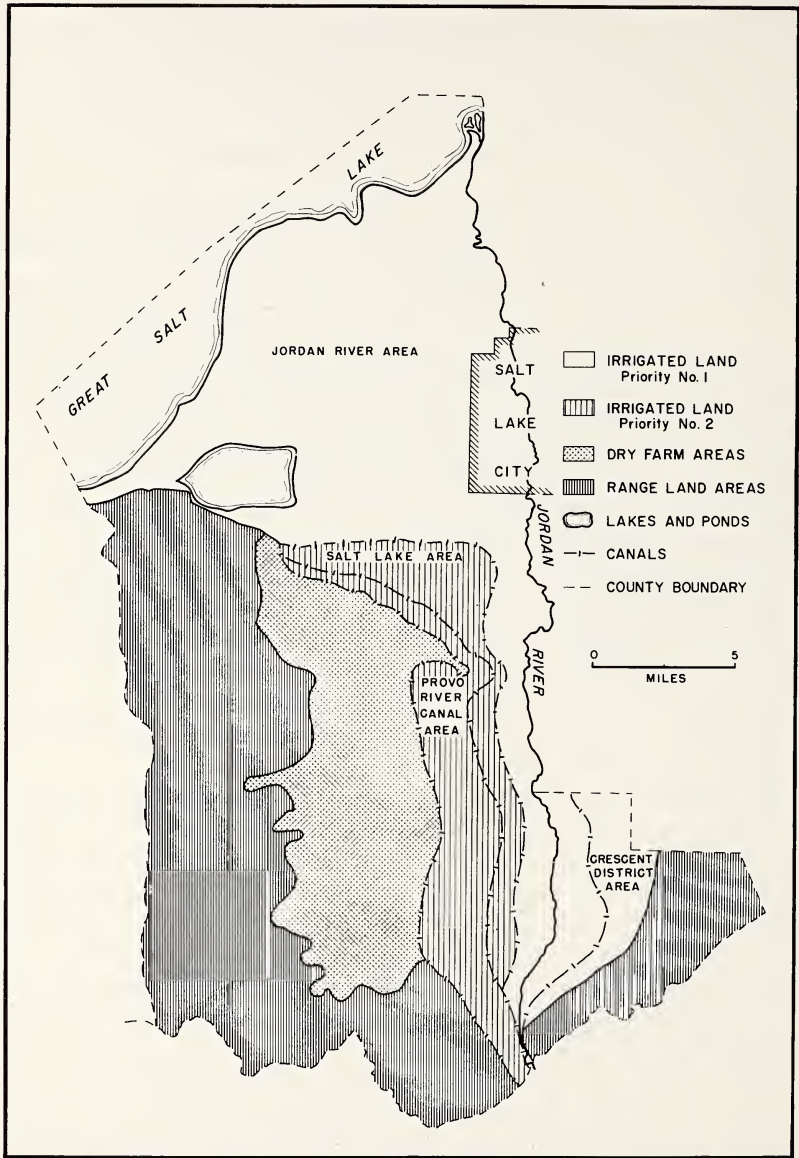 GREAT SALT LAKE
JORDAN RIVER AREA
SALT
LAKE
CITY
JORDAN RIVER
SALT LAKE AREA
PROVO
RIVER
CANAL
AREA
CRESCENT
DISTRICT
AREA
IRRIGATED LAND
Priority No. 1
IRRIGATED LAND
Priority No. 2
DRY FARM AREAS
RANGE LAND AREAS
LAKES AND PONDS
CANALS
COUNTY BOUNDARY
0 5
MILES